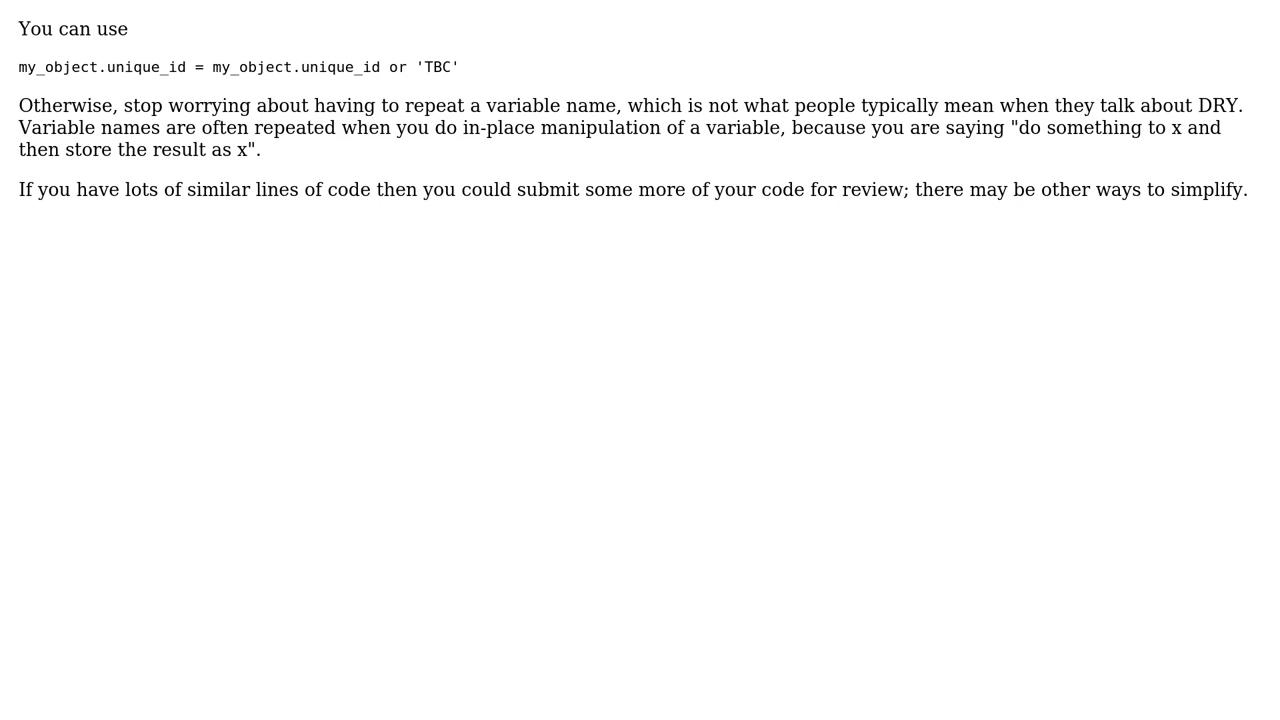 You can use
my_object.unique_id = my_object.unique_id or 'TBC'
Otherwise, stop worrying about having to repeat a variable name, which is not what people typically mean when they talk about DRY.
Variable names are often repeated when you do in-place manipulation of a variable, because you are saying "do something to x and
then store the result as x".
If you have lots of similar lines of code then you could submit some more of your code for review; there may be other ways to simplify.